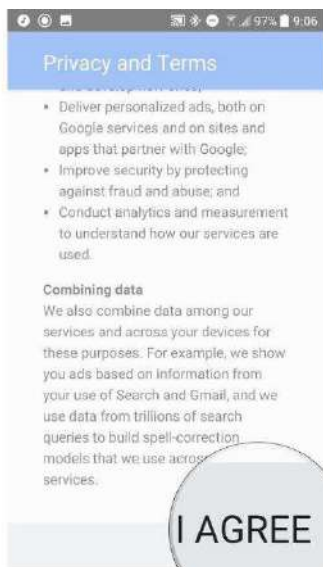 97% 9:06
Privacy and Terms
• Deliver personalized ads, both on
Google services and on sites and
apps that partner with Google;
• Improve security by protecting
against fraud and abuse; and
• Conduct analytics and measurement
to understand how our services are
used.
Combining data
We also combine data among our
services and across your devices for
these purposes. For example, we show
you ads based on information from
your use of Search and Gmail, and we
use data from trillions of search
queries to build spell-correction
models that we use across
services.
I AGREE